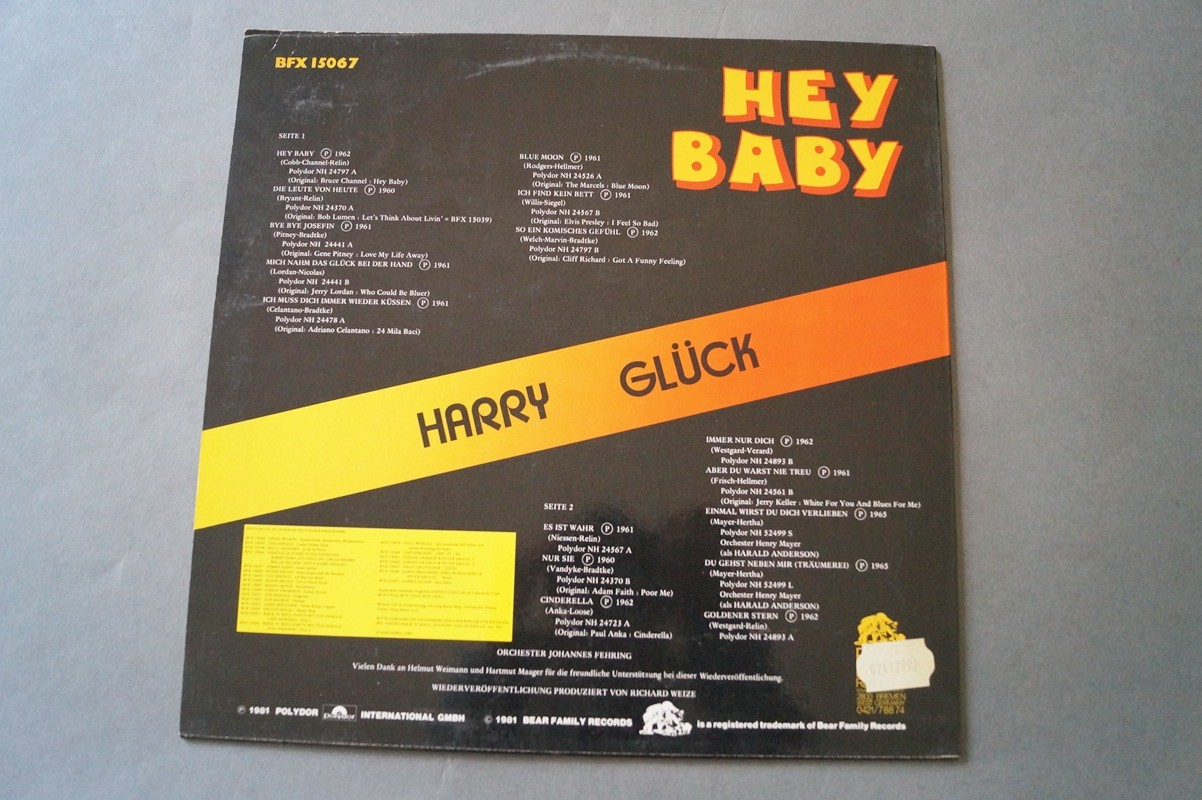 BFX 15067
HEY
BABY
SEITE 1
HEY BABY Ⓟ 1962
(Cobb-Channel-Relin)
Polydor NH 24797 A
(Original: Bruce Channel : Hey Baby)
DIE LEUTE VON HEUTE Ⓟ 1960
(Bryant-Relin)
Polydor NH 24370 A
(Original: Bob Lumen : Let's Think About Livin' = BFX 15039)
BYE BYE JOSEFIN Ⓟ 1961
(Pitney-Bradtke)
Polydor NH 24441 A
(Original: Gene Pitney : Love My Life Away)
MICH NAHM DAS GLÜCK BEI DER HAND Ⓟ 1961
(Lordan-Nicolas)
Polydor NH 24441 B
(Original: Jerry Lordan : Who Could Be Bluer)
ICH MUSS DICH IMMER WIEDER KÜSSEN Ⓟ 1961
(Celantano-Bradtke)
Polydor NH 24478 A
(Original: Adriano Celantano : 24 Mila Baci)
BLUE MOON Ⓟ 1961
(Rodgers-Hellmer)
Polydor NH 24526 A
(Original: The Marcels : Blue Moon)
ICH FIND KEIN BETT Ⓟ 1961
(Willis-Siegel)
Polydor NH 24567 B
(Original: Elvis Presley : I Feel So Bad)
SO EIN KOMISCHES GEFÜHL Ⓟ 1962
(Welch-Marvin-Bradtke)
Polydor NH 24797 B
(Original: Cliff Richard : Got A Funny Feeling)
HARRY GLÜCK
SEITE 2
ES IST WAHR Ⓟ 1961
(Niessen-Relin)
Polydor NH 24567 A
NUR SIE Ⓟ 1960
(Vandyke-Bradtke)
Polydor NH 24370 B
(Original: Adam Faith : Poor Me)
CINDERELLA Ⓟ 1962
(Anka-Loose)
Polydor NH 24723 A
(Original: Paul Anka : Cinderella)
IMMER NUR DICH Ⓟ 1962
(Westgard-Verard)
Polydor NH 24893 B
ABER DU WARST NIE TREU Ⓟ 1961
(Frisch-Hellmer)
Polydor NH 24561 B
(Original: Jerry Keller : White For You And Blues For Me)
EINMAL WIRST DU DICH VERLIEBEN Ⓟ 1965
(Mayer-Hertha)
Polydor NH 52499 S
Orchester Henry Mayer
(als HARALD ANDERSON)
DU GEHST NEBEN MIR (TRÄUMEREI) Ⓟ 1965
(Mayer-Hertha)
Polydor NH 52499 L
Orchester Henry Mayer
(als HARALD ANDERSON)
GOLDENER STERN Ⓟ 1962
(Westgard-Relin)
Polydor NH 24893 A
ORCHESTER JOHANNES FEHRING
Vielen Dank an Helmut Weimann und Hartmut Maager für die freundliche Unterstützung bei dieser Wiederveröffentlichung.
WIEDERVERÖFFENTLICHUNG PRODUZIERT VON RICHARD WEIZE
Ⓟ 1981 POLYDOR polydor INTERNATIONAL GMBH © 1981 BEAR FAMILY RECORDS is a registered trademark of Bear Family Records
2800 BREMEN
WEST GERMANY
0421/78874